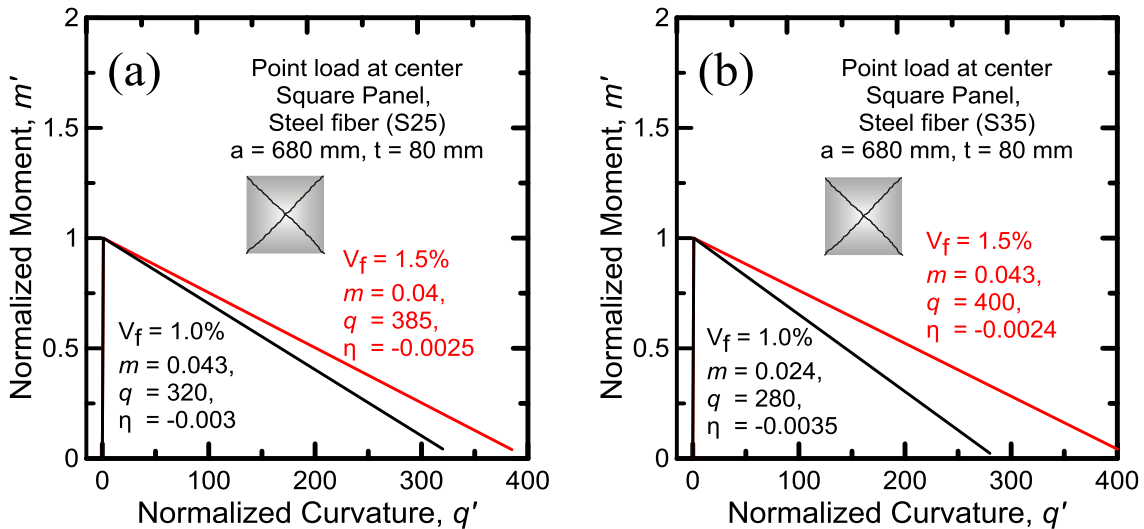 (a)
Point load at center
Square Panel,
Steel fiber (S25)
a = 680 mm, t = 80 mm
V_f = 1.5%
m = 0.04,
q = 385,
η = -0.0025
V_f = 1.0%
m = 0.043,
q = 320,
η = -0.003
Normalized Moment, m′
2
1.5
1
0.5
0
0 100 200 300 400
Normalized Curvature, q′
(b)
Point load at center
Square Panel,
Steel fiber (S35)
a = 680 mm, t = 80 mm
V_f = 1.5%
m = 0.043,
q = 400,
η = -0.0024
V_f = 1.0%
m = 0.024,
q = 280,
η = -0.0035
Normalized Moment, m′
2
1.5
1
0.5
0
0 100 200 300 400
Normalized Curvature, q′